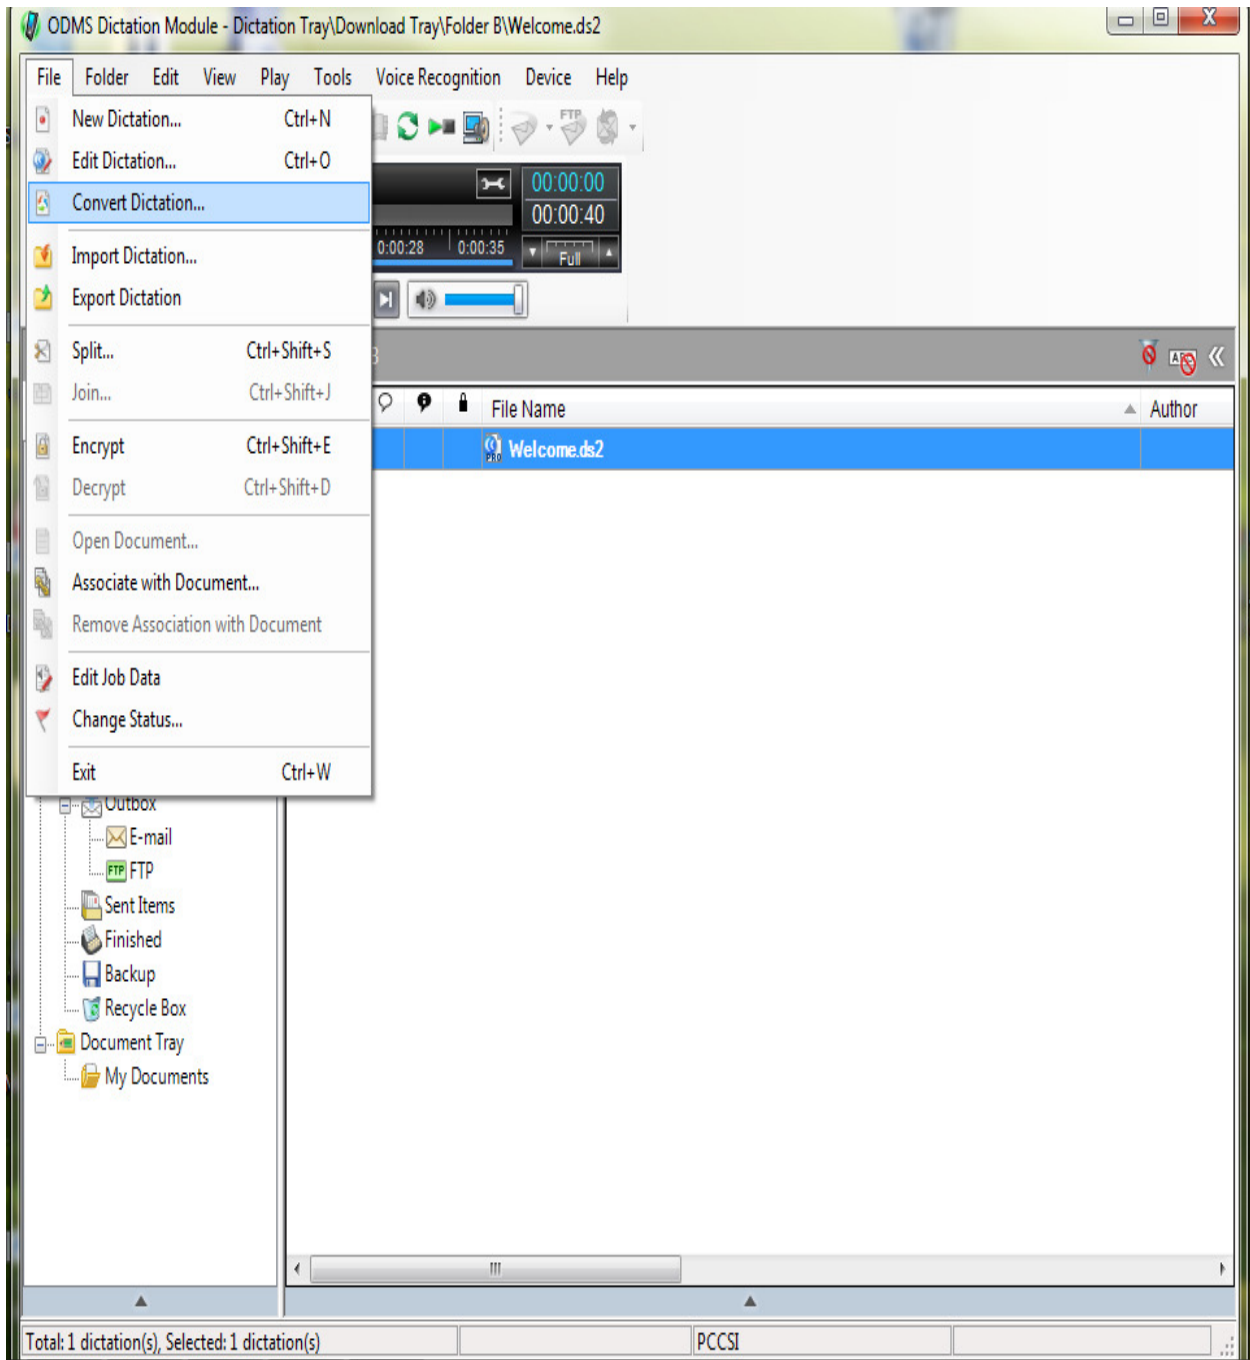 ODMS Dictation Module - Dictation Tray\Download Tray\Folder B\Welcome.ds2
File Folder Edit View Play Tools Voice Recognition Device Help
New Dictation... Ctrl+N
FTP
Edit Dictation... Ctrl+O
Convert Dictation...
00:00:00
00:00:40
0:00:28 0:00:35
Full
Import Dictation...
Export Dictation
Split... Ctrl+Shift+S
Join... Ctrl+Shift+J
File Name Author
Encrypt Ctrl+Shift+E
PRO Welcome.ds2
Decrypt Ctrl+Shift+D
Open Document...
Associate with Document...
Remove Association with Document
Edit Job Data
Change Status...
Exit Ctrl+W
Outbox
E-mail
FTP FTP
Sent Items
Finished
Backup
Recycle Box
Document Tray
My Documents
Total: 1 dictation(s), Selected: 1 dictation(s) PCCSI